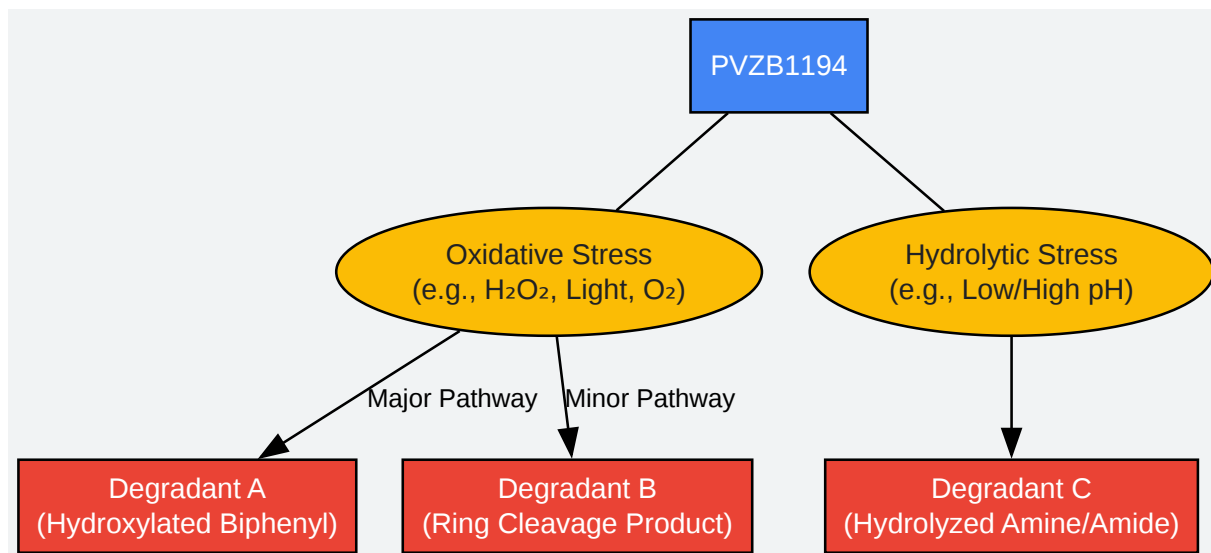 PVZB1194
Oxidative Stress
(e.g., H₂O₂, Light, O₂)
Hydrolytic Stress
(e.g., Low/High pH)
Major Pathway
Minor Pathway
Degradant A
(Hydroxylated Biphenyl)
Degradant B
(Ring Cleavage Product)
Degradant C
(Hydrolyzed Amine/Amide)